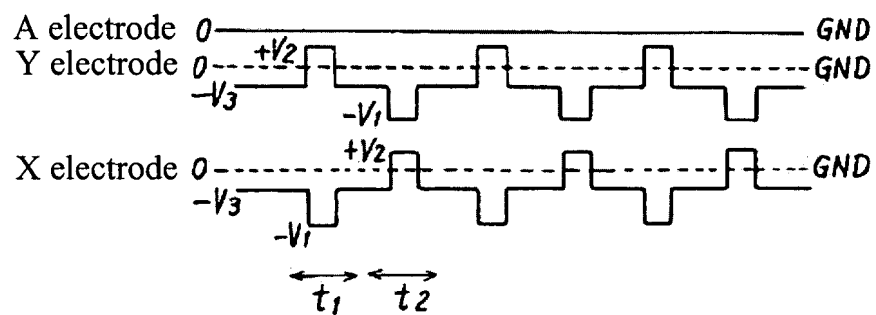 A electrode 0 GND
+V2
Y electrode 0 GND
-V3
-V1
+V2
X electrode 0 GND
-V3
-V1
t1 t2